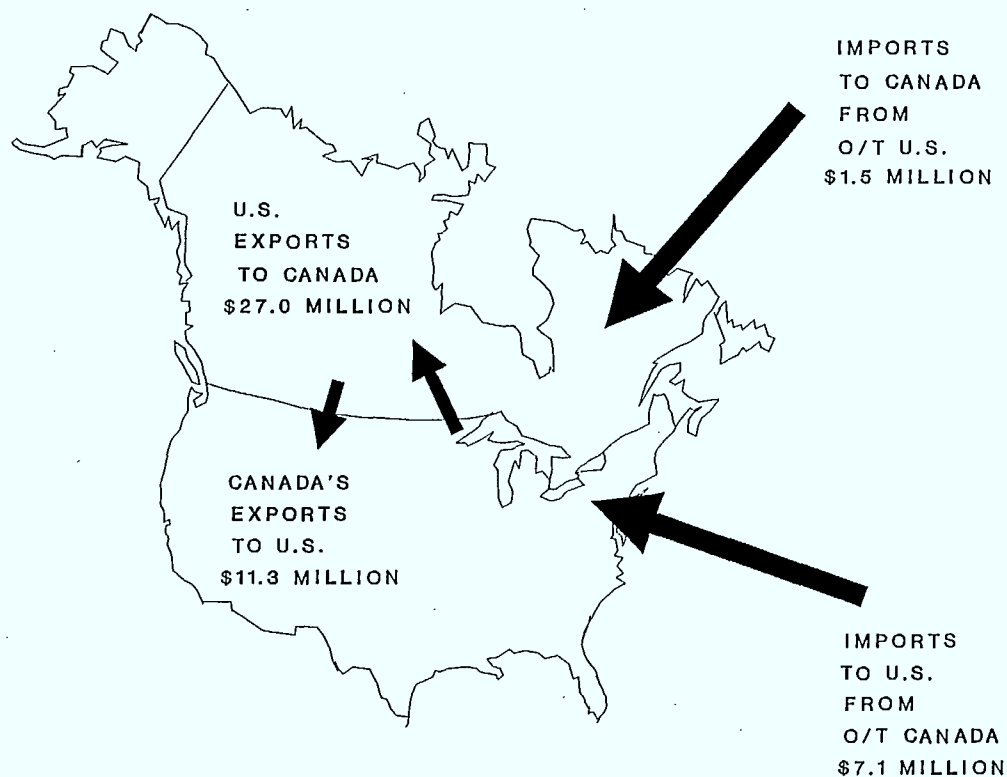 IMPORTS
TO CANADA
FROM
O/T U.S.
$1.5 MILLION
U.S.
EXPORTS
TO CANADA
$27.0 MILLION
CANADA'S
EXPORTS
TO U.S.
$11.3 MILLION
IMPORTS
TO U.S.
FROM
O/T CANADA
$7.1 MILLION